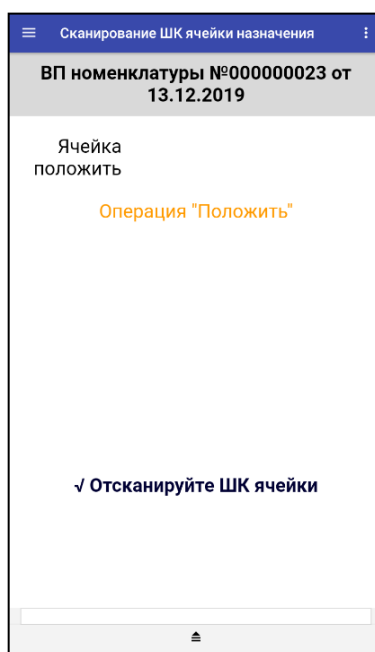 Сканирование ШК ячейки назначения
ВП номенклатуры №000000023 от
13.12.2019
Ячейка
положить
Операция "Положить"
√ Отсканируйте ШК ячейки